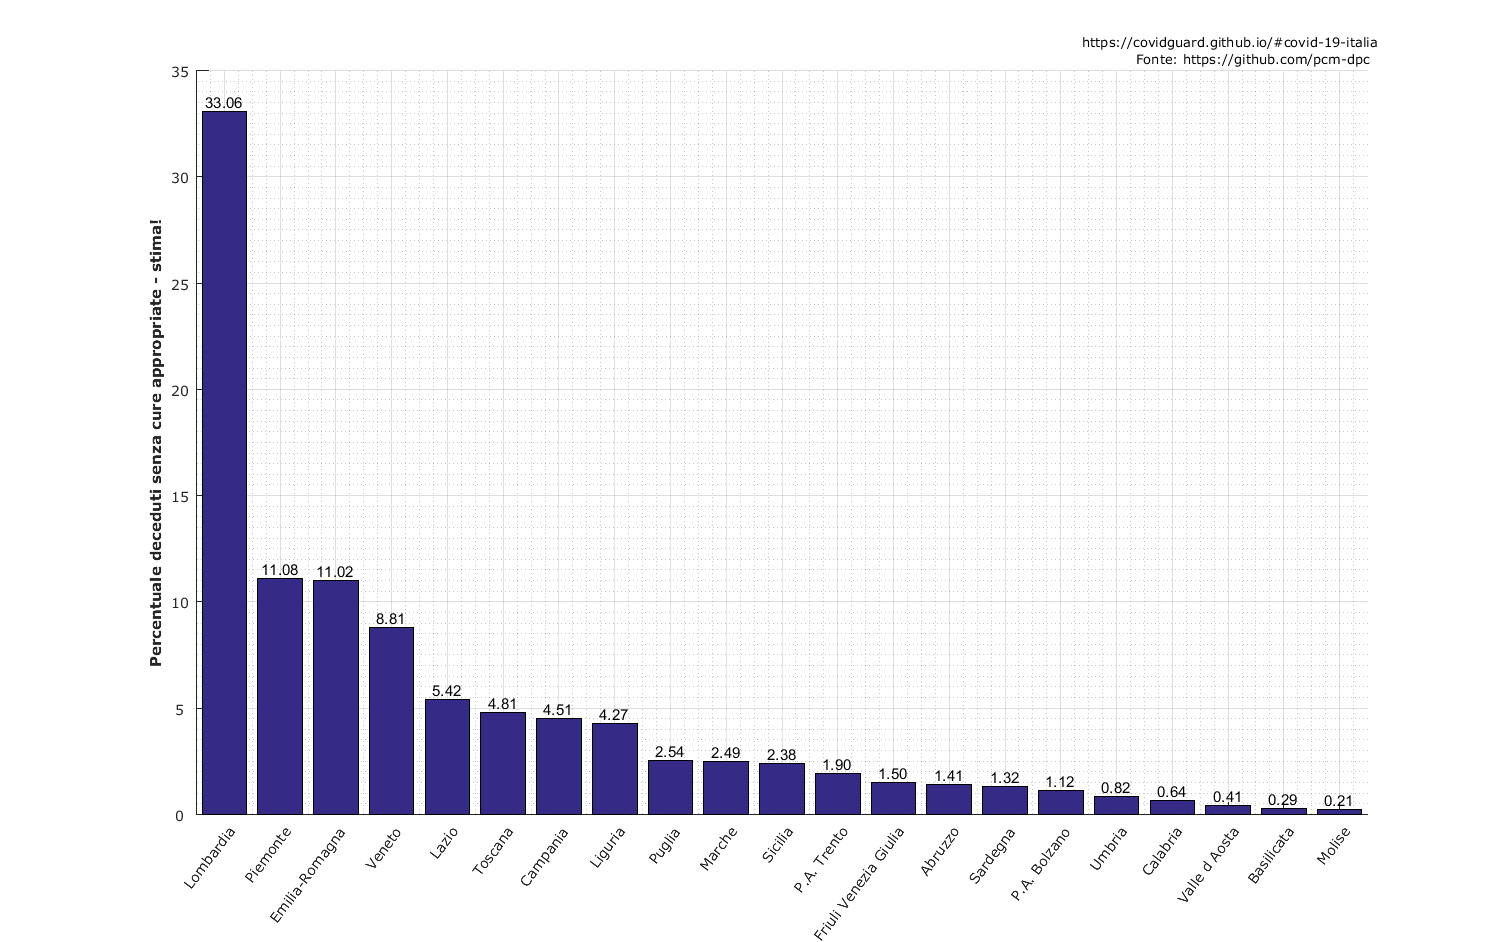 https://covidguard.github.io/#covid-19-italia
Fonte: https://github.com/pcm-dpc
Percentuale deceduti senza cure appropriate - stima!
35
30
25
20
15
10
5
0
33.06
11.08
11.02
8.81
5.42
4.81
4.51
4.27
2.54
2.49
2.38
1.90
1.50
1.41
1.32
1.12
0.82
0.64
0.41
0.29
0.21
Lombardia
Piemonte
Emilia-Romagna
Veneto
Lazio
Toscana
Campania
Liguria
Puglia
Marche
Sicilia
P.A. Trento
Friuli Venezia Giulia
Abruzzo
Sardegna
P.A. Bolzano
Umbria
Calabria
Valle d Aosta
Basilicata
Molise